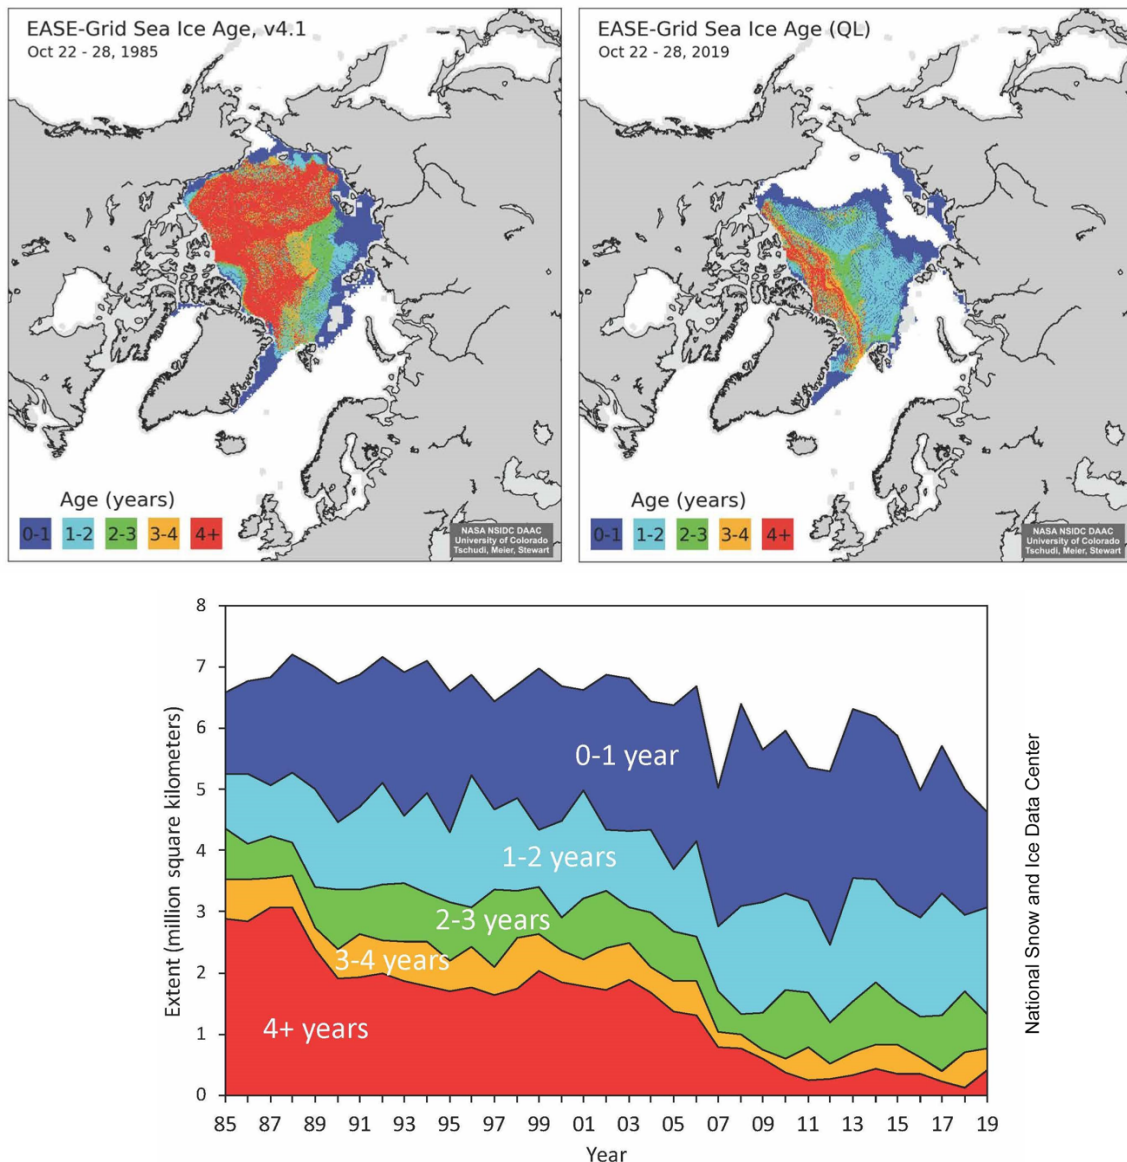 EASE-Grid Sea Ice Age, v4.1
Oct 22 - 28, 1985
Age (years)
0-1 1-2 2-3 3-4 4+
NASA NSIDC DAAC
University of Colorado
Tschudi, Meier, Stewart
EASE-Grid Sea Ice Age (QL)
Oct 22 - 28, 2019
Age (years)
0-1 1-2 2-3 3-4 4+
NASA NSIDC DAAC
University of Colorado
Tschudi, Meier, Stewart
Extent (million square kilometers)
8
7
6
5
4
3
2
1
0
0-1 year
1-2 years
2-3 years
3-4 years
4+ years
85 87 89 91 93 95 97 99 01 03 05 07 09 11 13 15 17 19
Year
National Snow and Ice Data Center